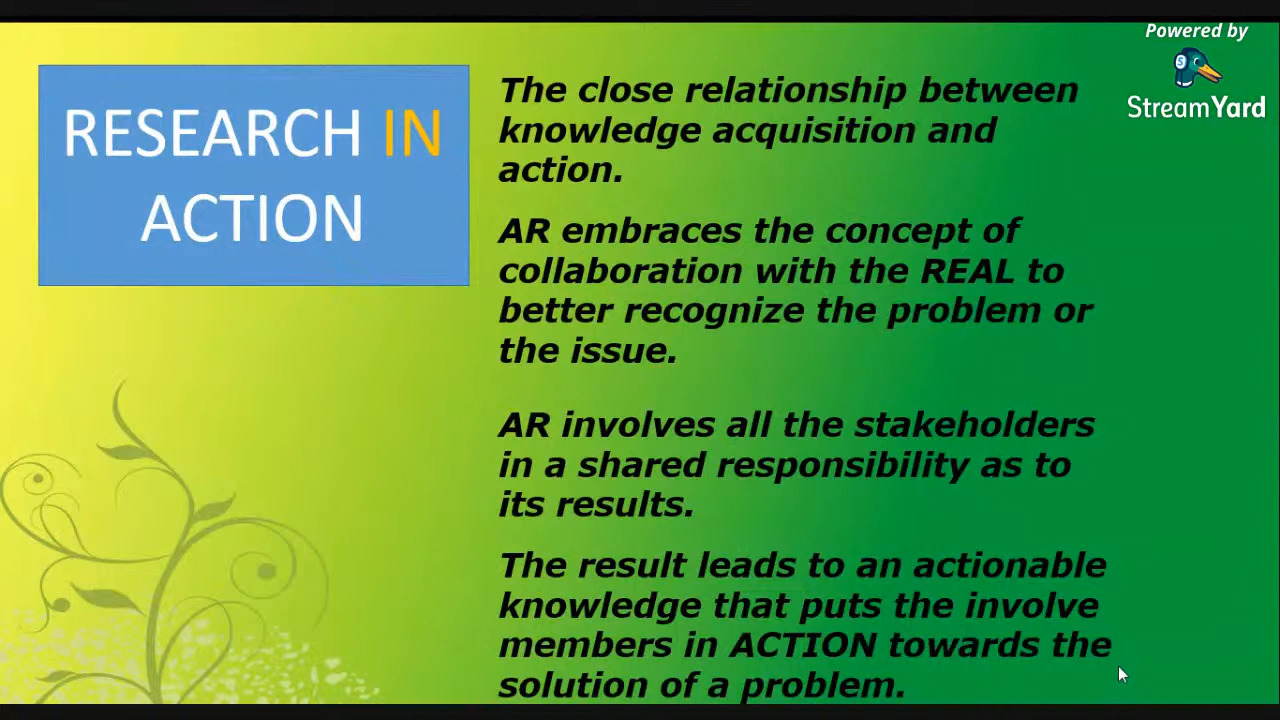 RESEARCH IN
ACTION
The close relationship between
knowledge acquisition and
action.
AR embraces the concept of
collaboration with the REAL to
better recognize the problem or
the issue.
AR involves all the stakeholders
in a shared responsibility as to
its results.
The result leads to an actionable
knowledge that puts the involve
members in ACTION towards the
solution of a problem.
Powered by
S
StreamYard